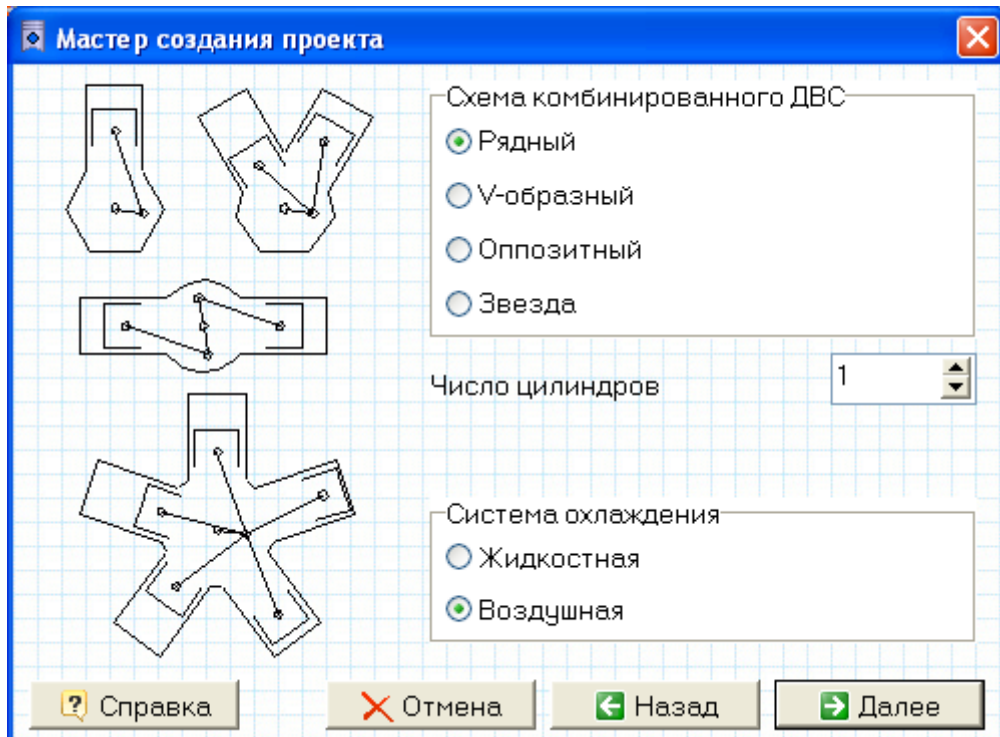 Мастер создания проекта
Схема комбинированного ДВС
Рядный
V-образный
Оппозитный
Звезда
Число цилиндров
1
Система охлаждения
Жидкостная
Воздушная
Справка
Отмена
Назад
Далее